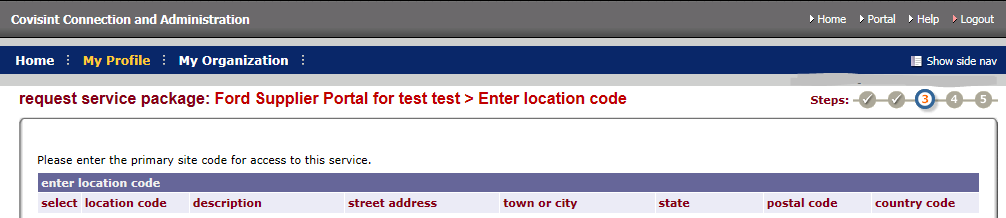 Covisint Connection and Administration
Home Portal Help Logout
Home My Profile My Organization Show side nav
request service package: Ford Supplier Portal for test test > Enter location code Steps: 3 4 5
Please enter the primary site code for access to this service.
enter location code
select location code description street address town or city state postal code country code